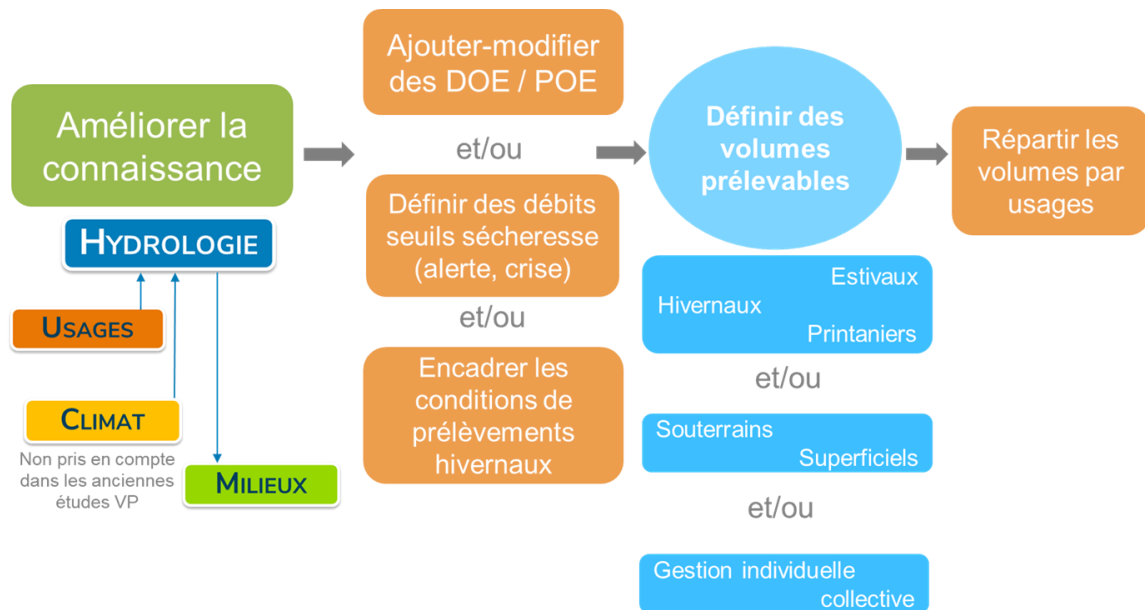 Améliorer la
connaissance
HYDROLOGIE
USAGES
CLIMAT
Non pris en compte
dans les anciennes
études VP
MILIEUX
Ajouter-modifier
des DOE / POE
et/ou
Définir des débits
seuils sécheresse
(alerte, crise)
et/ou
Encadrer les
conditions de
prélèvements
hivernaux
Définir des
volumes
prélevables
Estivaux
Hivernaux
Printaniers
et/ou
Souterrains
Superficiels
et/ou
Gestion individuelle
collective
Répartir les
volumes par
usages